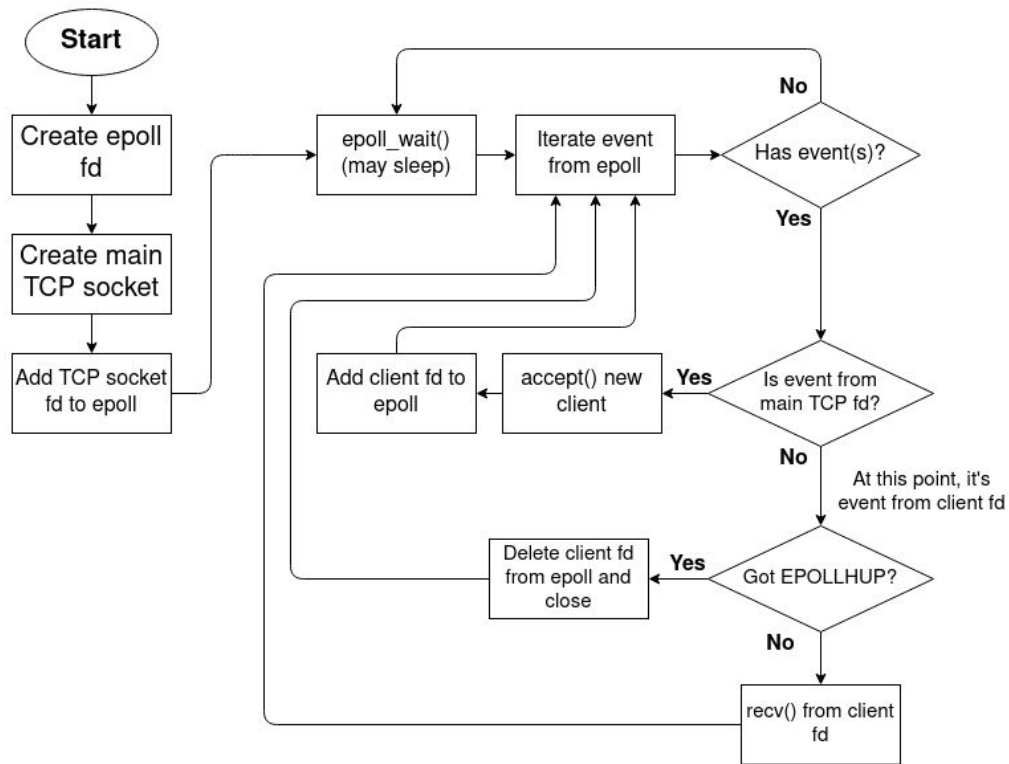 Start
Create epoll
fd
Create main
TCP socket
Add TCP socket
fd to epoll
epoll_wait()
(may sleep)
Iterate event
from epoll
Has event(s)?
No
Yes
Is event from
main TCP fd?
Yes
accept() new
client
Add client fd to
epoll
No
At this point, it's
event from client fd
Got EPOLLHUP?
Yes
Delete client fd
from epoll and
close
No
recv() from client
fd